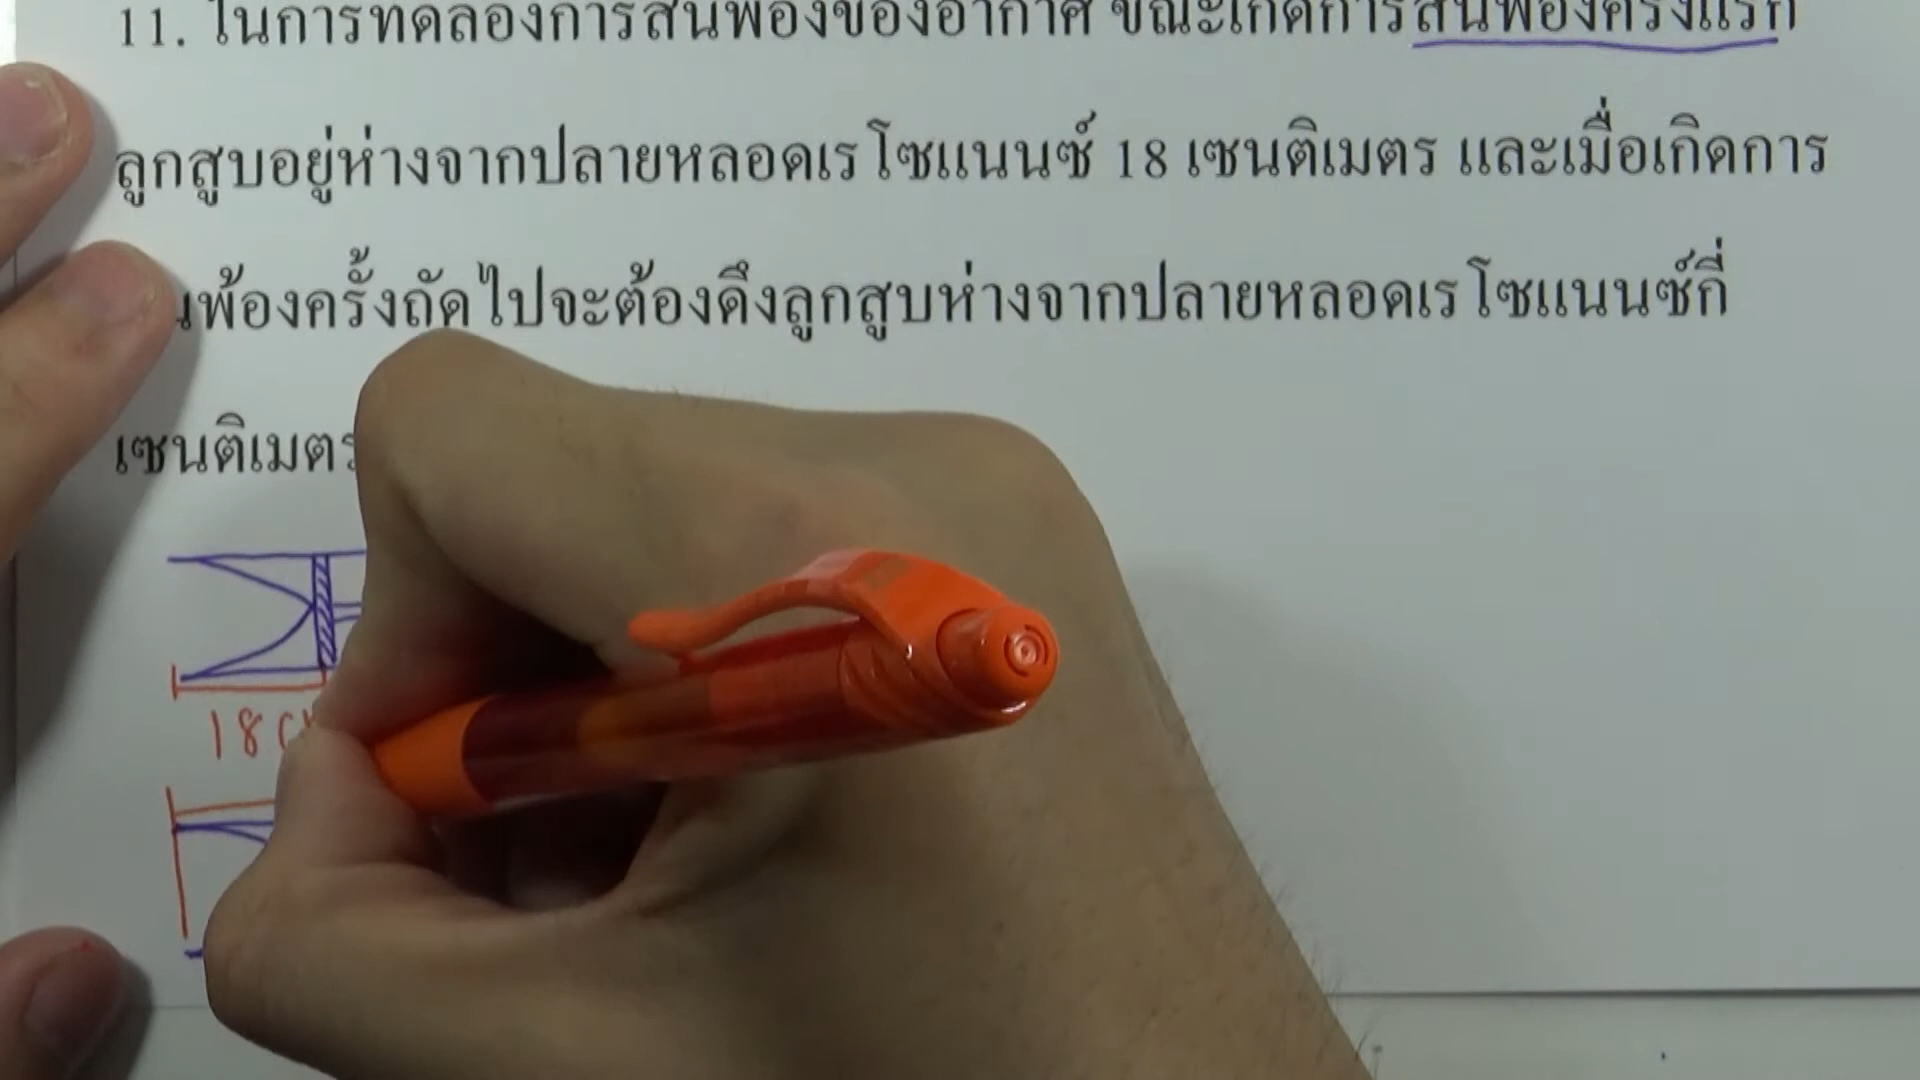 11. ในการทดลองการสั่นพ้องของอากาศ ขณะเกิดการสั่นพ้องครั้งแรก
ลูกสูบอยู่ห่างจากปลายหลอดเรโซแนนซ์ 18 เซนติเมตร และเมื่อเกิดการ
พ้องครั้งถัดไปจะต้องดึงลูกสูบห่างจากปลายหลอดเรโซแนนซ์กี่
เซนติเมตร
18